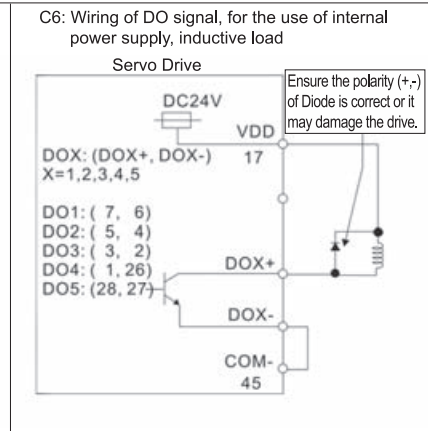 C6: Wiring of DO signal, for the use of internal
power supply, inductive load
Servo Drive
Ensure the polarity (+,-)
of Diode is correct or it
may damage the drive.
DC24V
VDD
17
DOX: (DOX+, DOX-)
X=1,2,3,4,5
DO1: ( 7, 6)
DO2: ( 5, 4)
DO3: ( 3, 2)
DO4: ( 1,26)
DO5: (28, 27)
DOX+
DOX-
COM-
45